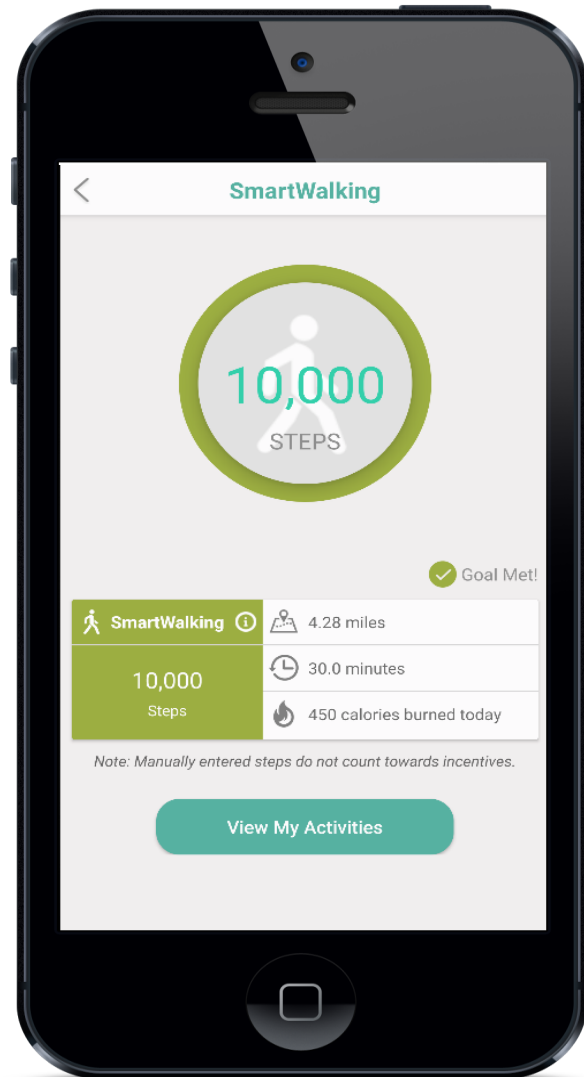 SmartWalking
10,000
STEPS
Goal Met!
SmartWalking
4.28 miles
10,000
Steps
30.0 minutes
450 calories burned today
Note: Manually entered steps do not count towards incentives.
View My Activities